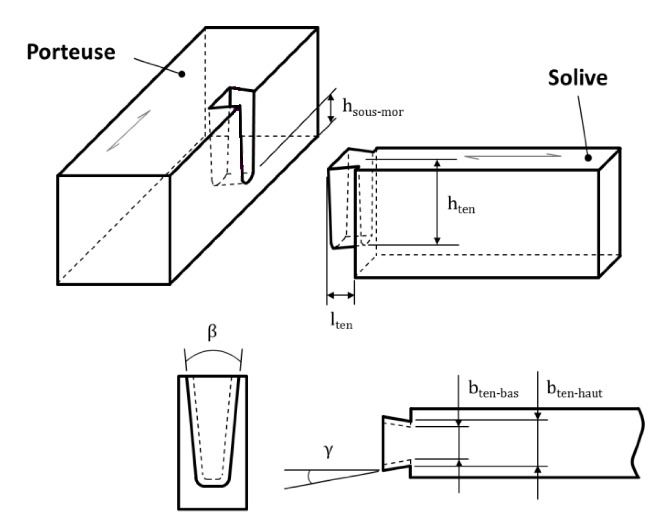 Porteuse
Solive
hsous-mor
hten
lten
β
bten-bas
bten-haut
γ